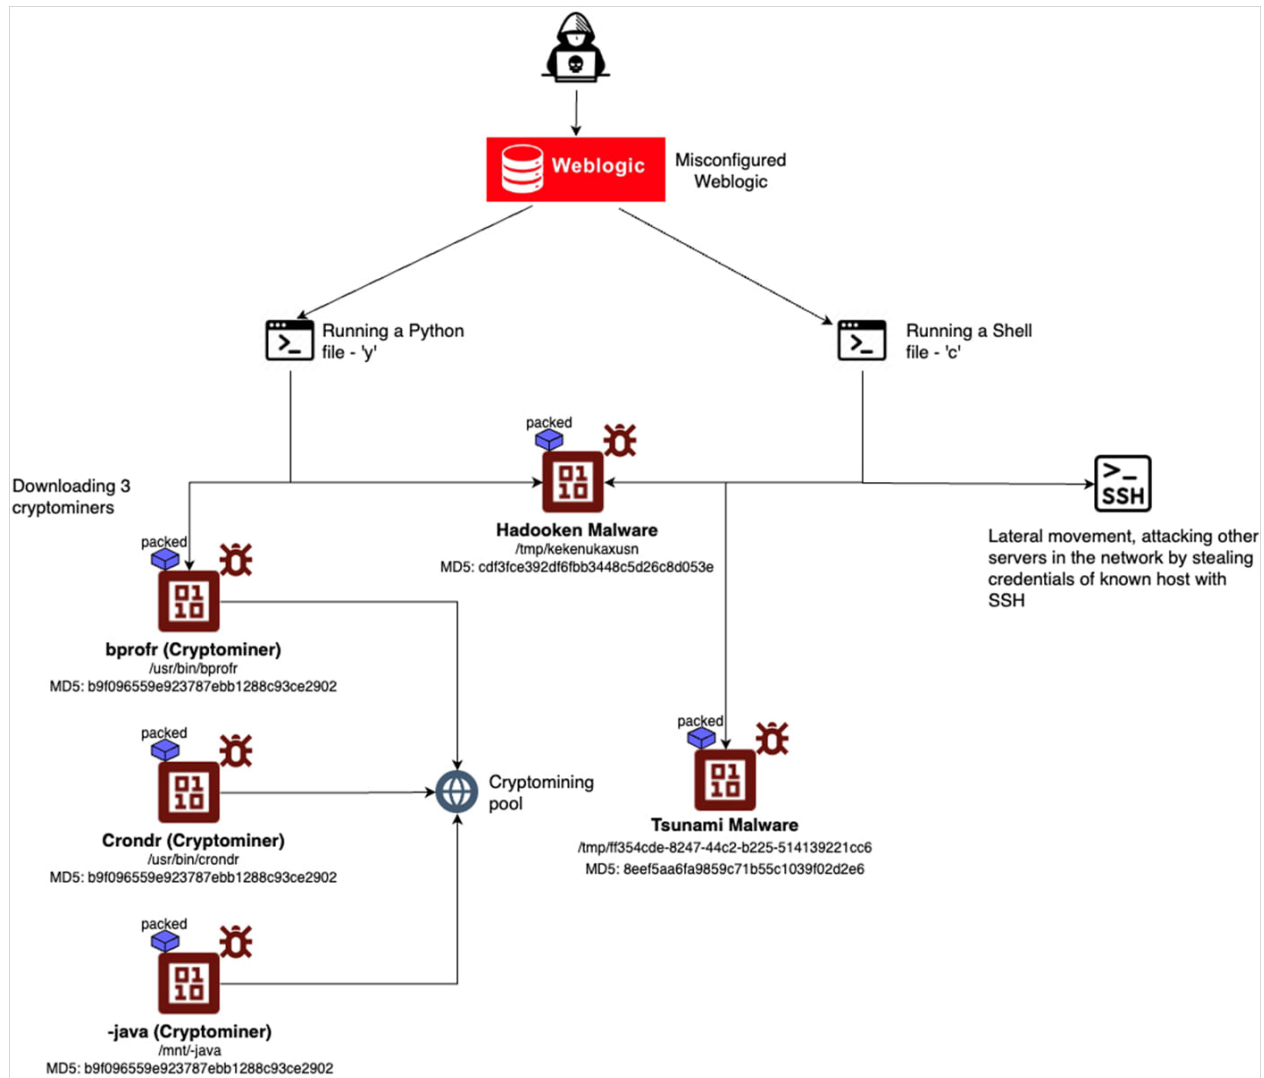 Weblogic
Misconfigured
Weblogic
Running a Python
file - 'y'
Running a Shell
file - 'c'
Downloading 3
cryptominers
packed
Hadooken Malware
/tmp/kekenukaxusn
MD5: cdf3fce392df6fbb3448c5d26c8d053e
>_
SSH
Lateral movement, attacking other
servers in the network by stealing
credentials of known host with
SSH
packed
bprofr (Cryptominer)
/usr/bin/bprofr
MD5: b9f096559e923787ebb1288c93ce2902
packed
Crondr (Cryptominer)
/usr/bin/crondr
MD5: b9f096559e923787ebb1288c93ce2902
Cryptomining
pool
packed
Tsunami Malware
/tmp/ff354cde-8247-44c2-b225-514139221cc6
MD5: 8eef5aa6fa9859c71b55c1039f02d2e6
packed
-java (Cryptominer)
/mnt/-java
MD5: b9f096559e923787ebb1288c93ce2902